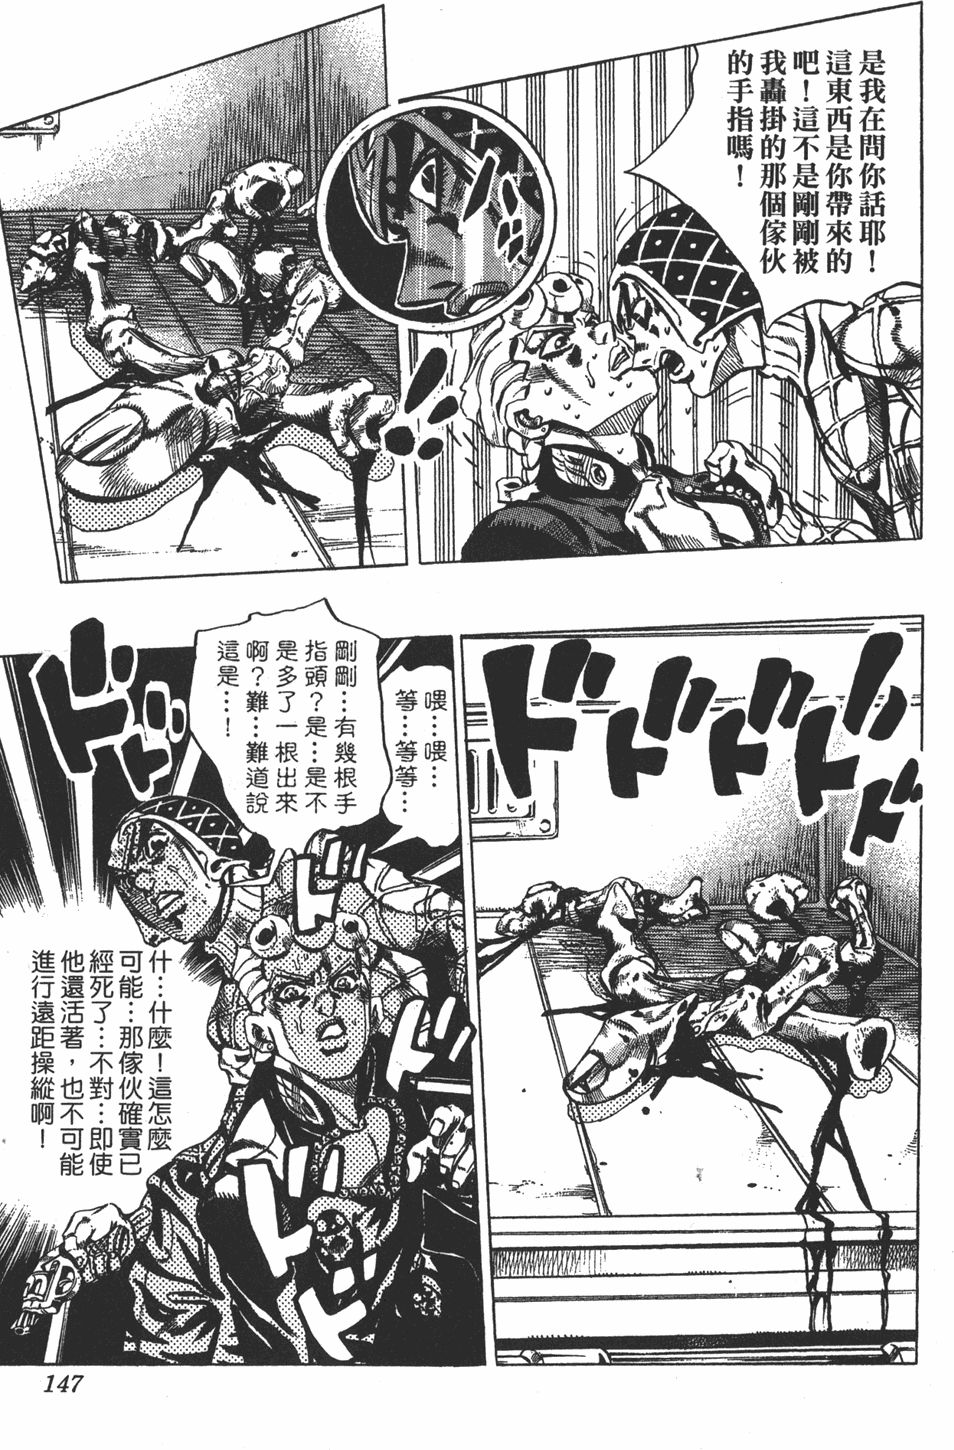 是我在問你話耶！
這東西是你帶來的
吧！這不是剛剛被
我轟掛的那個傢伙
的手指嗎！
ドドドドド
喂…喂…
等…等等…
剛剛…有幾根手
指頭？是…是不
是多了一根出來
啊？難…難道說
這是…！
ドド
ドドドド
什…什麼！這怎麼
可能…那傢伙確實已
經死了…不對…即使
他還活著，也不可能
進行遠距操縱啊！
147